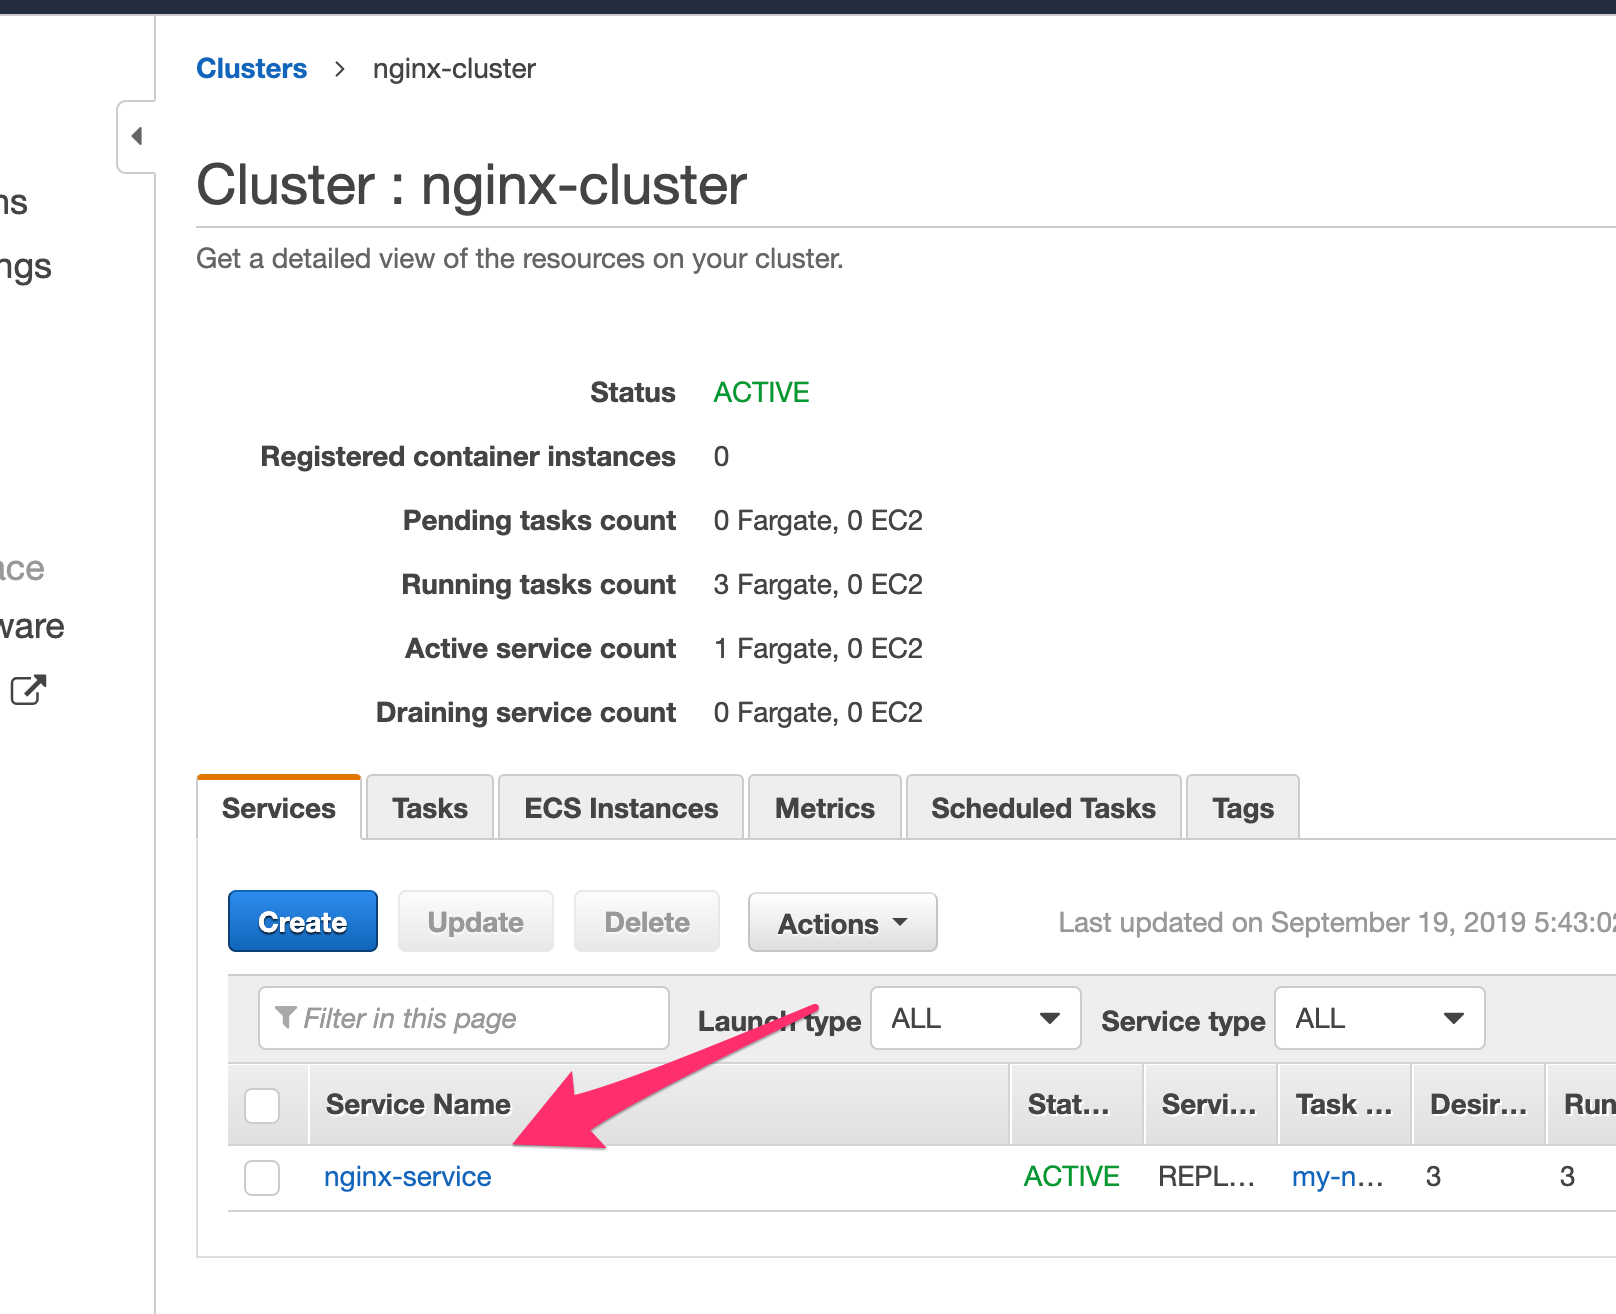 Clusters > nginx-cluster
Cluster : nginx-cluster
Get a detailed view of the resources on your cluster.
ns
ngs
ace
ware
Status ACTIVE
Registered container instances 0
Pending tasks count 0 Fargate, 0 EC2
Running tasks count 3 Fargate, 0 EC2
Active service count 1 Fargate, 0 EC2
Draining service count 0 Fargate, 0 EC2
Services Tasks ECS Instances Metrics Scheduled Tasks Tags
Create Update Delete Actions Last updated on September 19, 2019 5:43:02
Filter in this page Launch type ALL Service type ALL
Service Name Stat... Servi... Task ... Desir... Run
nginx-service ACTIVE REPL... my-n... 3 3